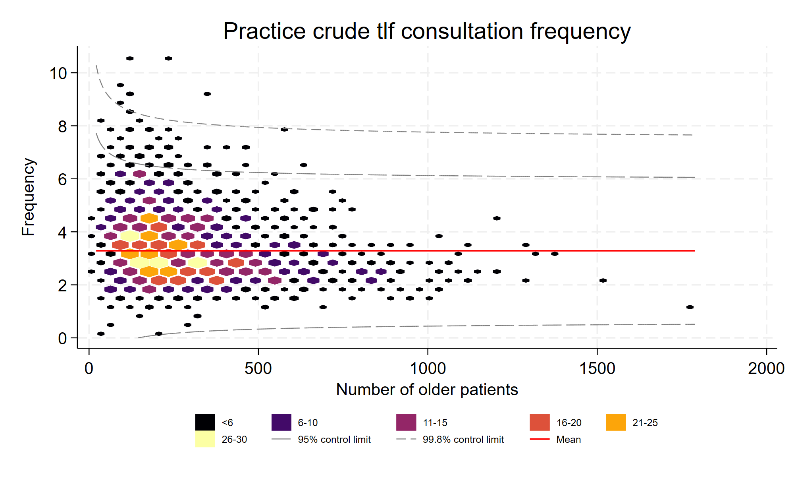 Practice crude tlf consultation frequency
10
8
6
4
2
0
Frequency
0 500 1000 1500 2000
Number of older patients
<6 6-10 11-15 16-20 21-25
26-30 95% control limit 99.8% control limit Mean